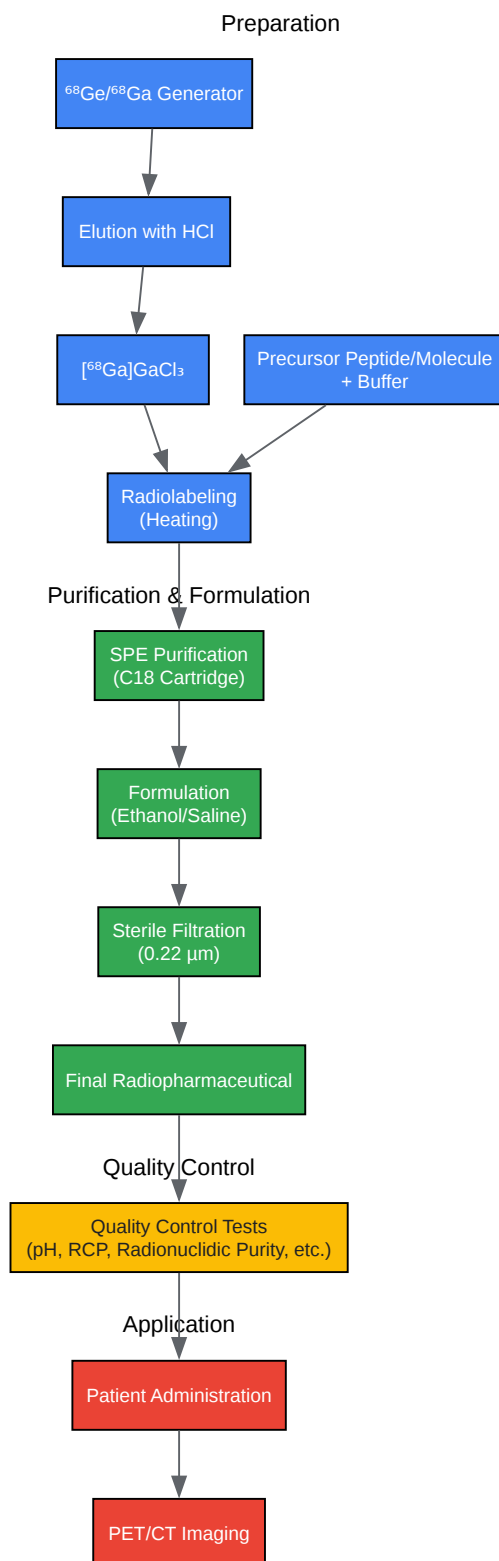 Preparation
⁶⁸Ge/⁶⁸Ga Generator
Elution with HCl
[⁶⁸Ga]GaCl₃
Precursor Peptide/Molecule
+ Buffer
Radiolabeling
(Heating)
Purification & Formulation
SPE Purification
(C18 Cartridge)
Formulation
(Ethanol/Saline)
Sterile Filtration
(0.22 µm)
Final Radiopharmaceutical
Quality Control
Quality Control Tests
(pH, RCP, Radionuclidic Purity, etc.)
Application
Patient Administration
PET/CT Imaging